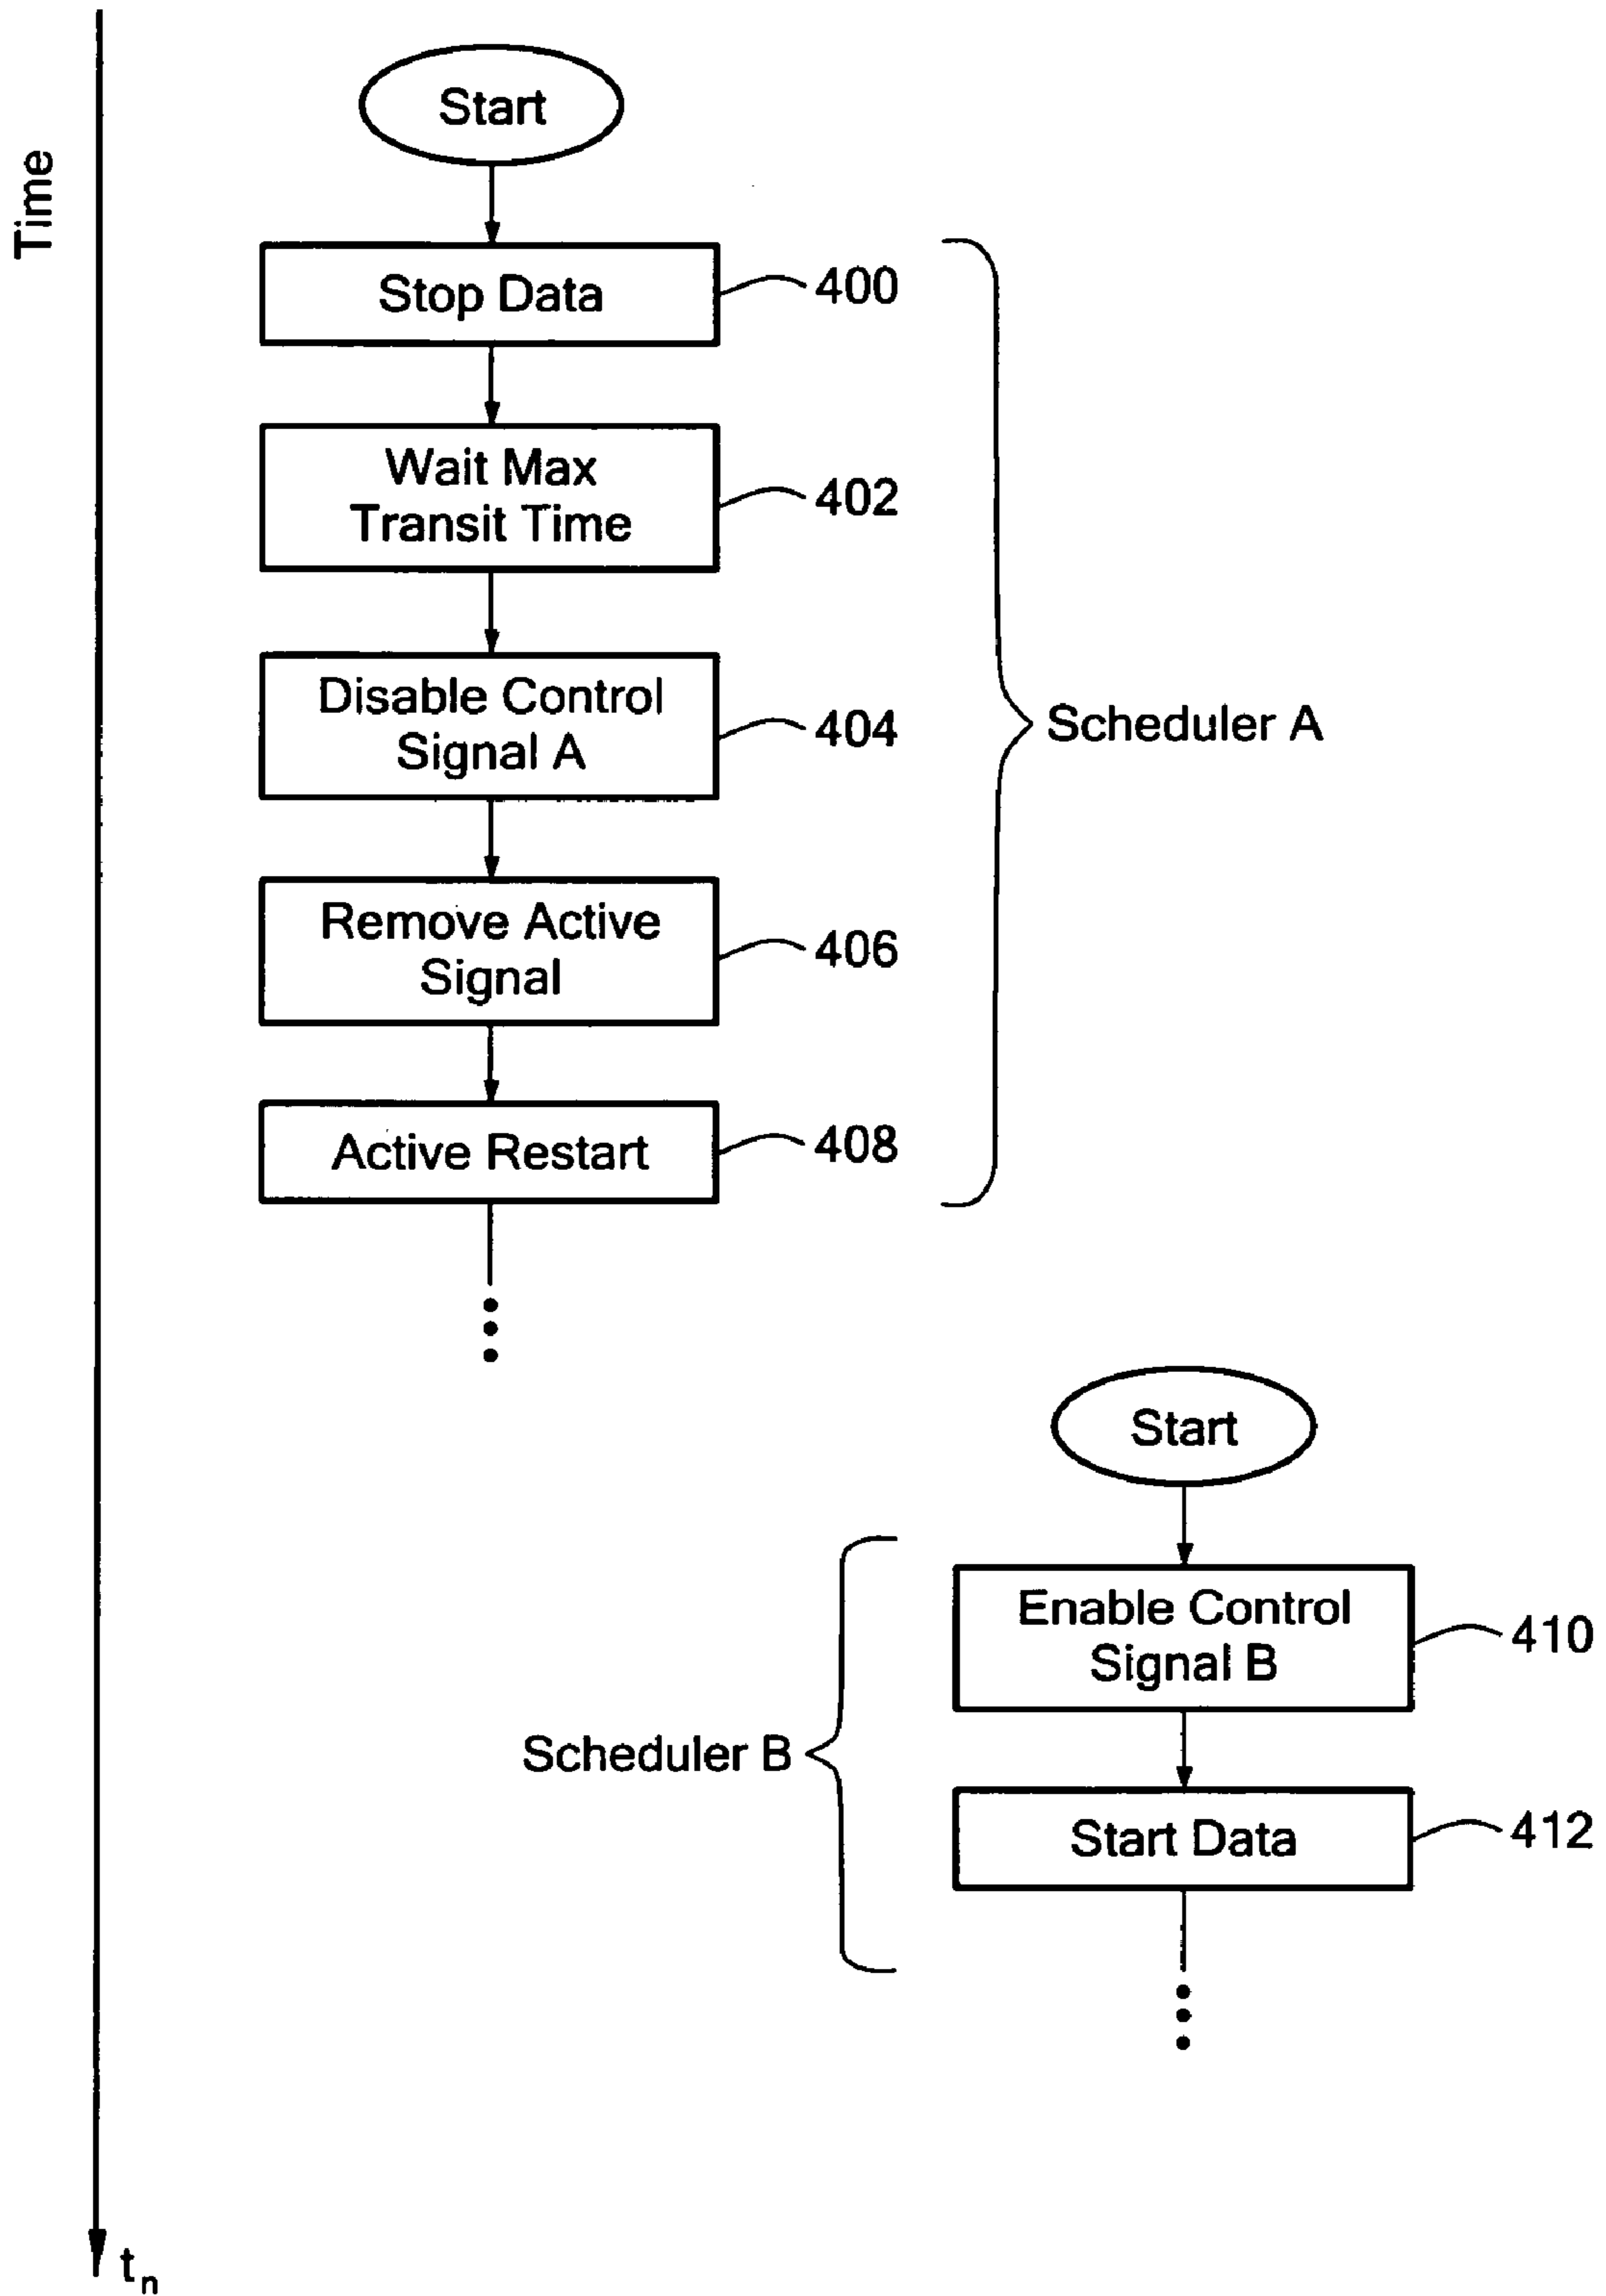 Time
Start
Stop Data
400
Wait Max
Transit Time
402
Disable Control
Signal A
404
Scheduler A
Remove Active
Signal
406
Active Restart
408
Start
Enable Control
Signal B
410
Scheduler B
Start Data
412
tn